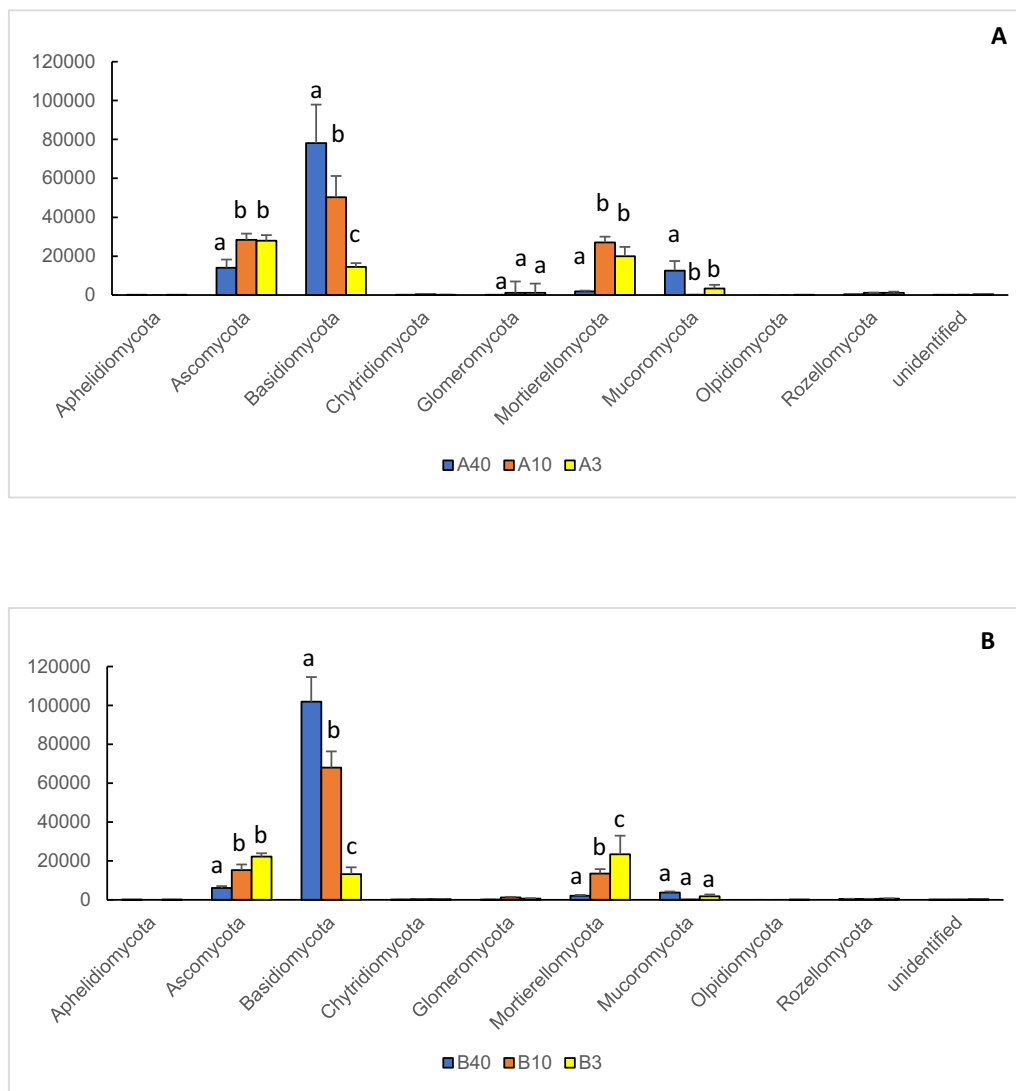 A
120000
100000
80000
60000
40000
20000
0
a b b
a b c
a a a
a b b
a b b
Aphelidiomycota Ascomycota Basidiomycota Chytridiomycota Glomeromycota Mortierellomycota Mucoromycota Olpidiomycota Rozellomycota unidentified
A40 A10 A3
B
120000
100000
80000
60000
40000
20000
0
a b b
a b c
a b c
a a a
Aphelidiomycota Ascomycota Basidiomycota Chytridiomycota Glomeromycota Mortierellomycota Mucoromycota Olpidiomycota Rozellomycota unidentified
B40 B10 B3